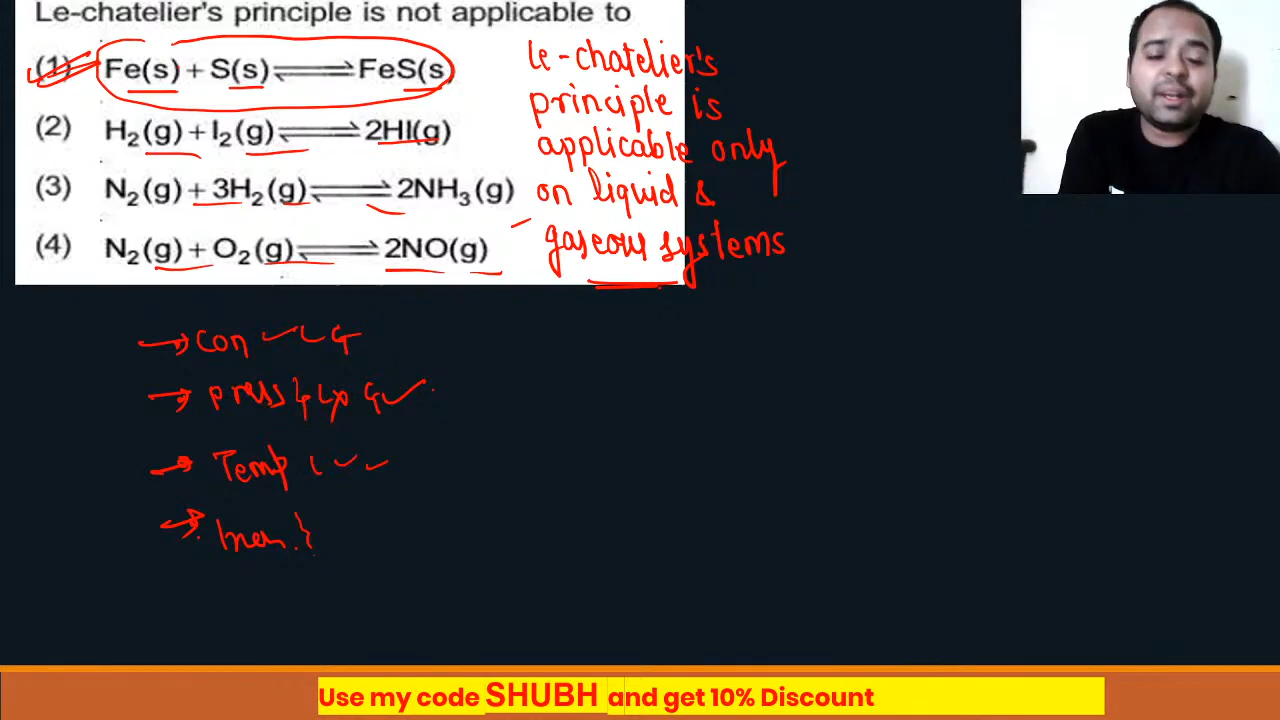 Le-chatelier's principle is not applicable to
(1) Fe(s) + S(s) ⇌ FeS(s)
(2) H₂(g) + I₂(g) ⇌ 2HI(g)
(3) N₂(g) + 3H₂(g) ⇌ 2NH₃(g)
(4) N₂(g) + O₂(g) ⇌ 2NO(g)
le-chatelier's
principle is
applicable only
on liquid &
gaseous systems
→ Con ✓ L G
→ press
→ Temp
Use my code SHUBH and get 10% Discount